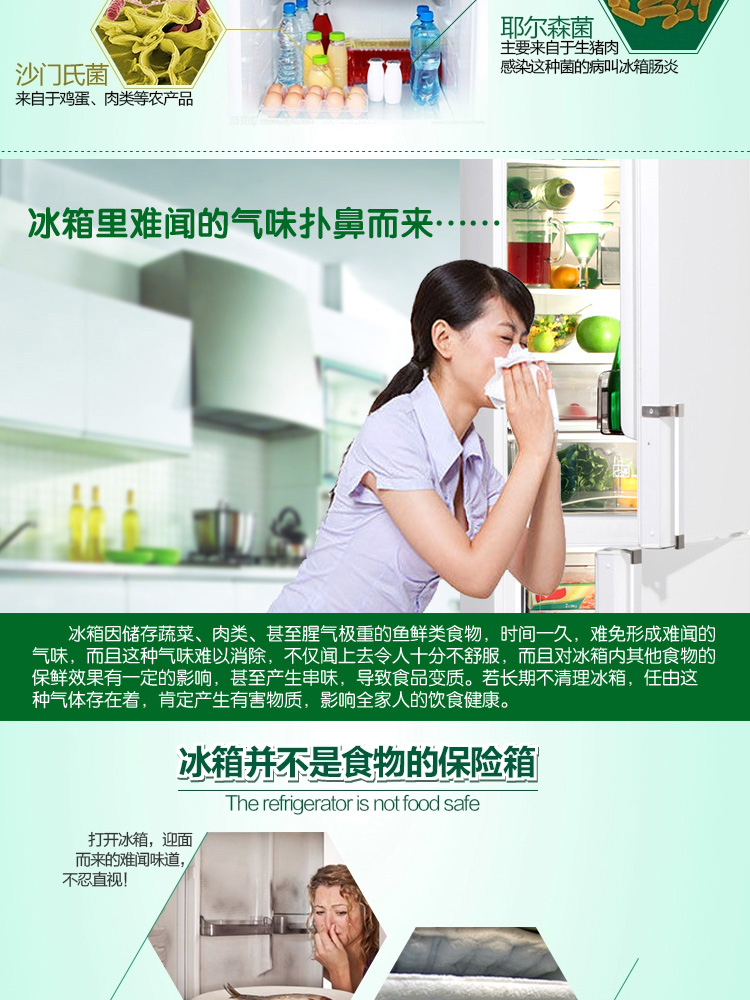 沙门氏菌
来自于鸡蛋、肉类等农产品
耶尔森菌
主要来自于生猪肉
感染这种菌的病叫冰箱肠炎
冰箱里难闻的气味扑鼻而来……
冰箱因储存蔬菜、肉类、甚至腥气极重的鱼鲜类食物，时间一久，难免形成难闻的
气味，而且这种气味难以消除，不仅闻上去令人十分不舒服，而且对冰箱内其他食物的
保鲜效果有一定的影响，甚至产生串味，导致食品变质。若长期不清理冰箱，任由这
种气体存在着，肯定产生有害物质，影响全家人的饮食健康。
冰箱并不是食物的保险箱
The refrigerator is not food safe
打开冰箱，迎面
而来的难闻味道，
不忍直视！